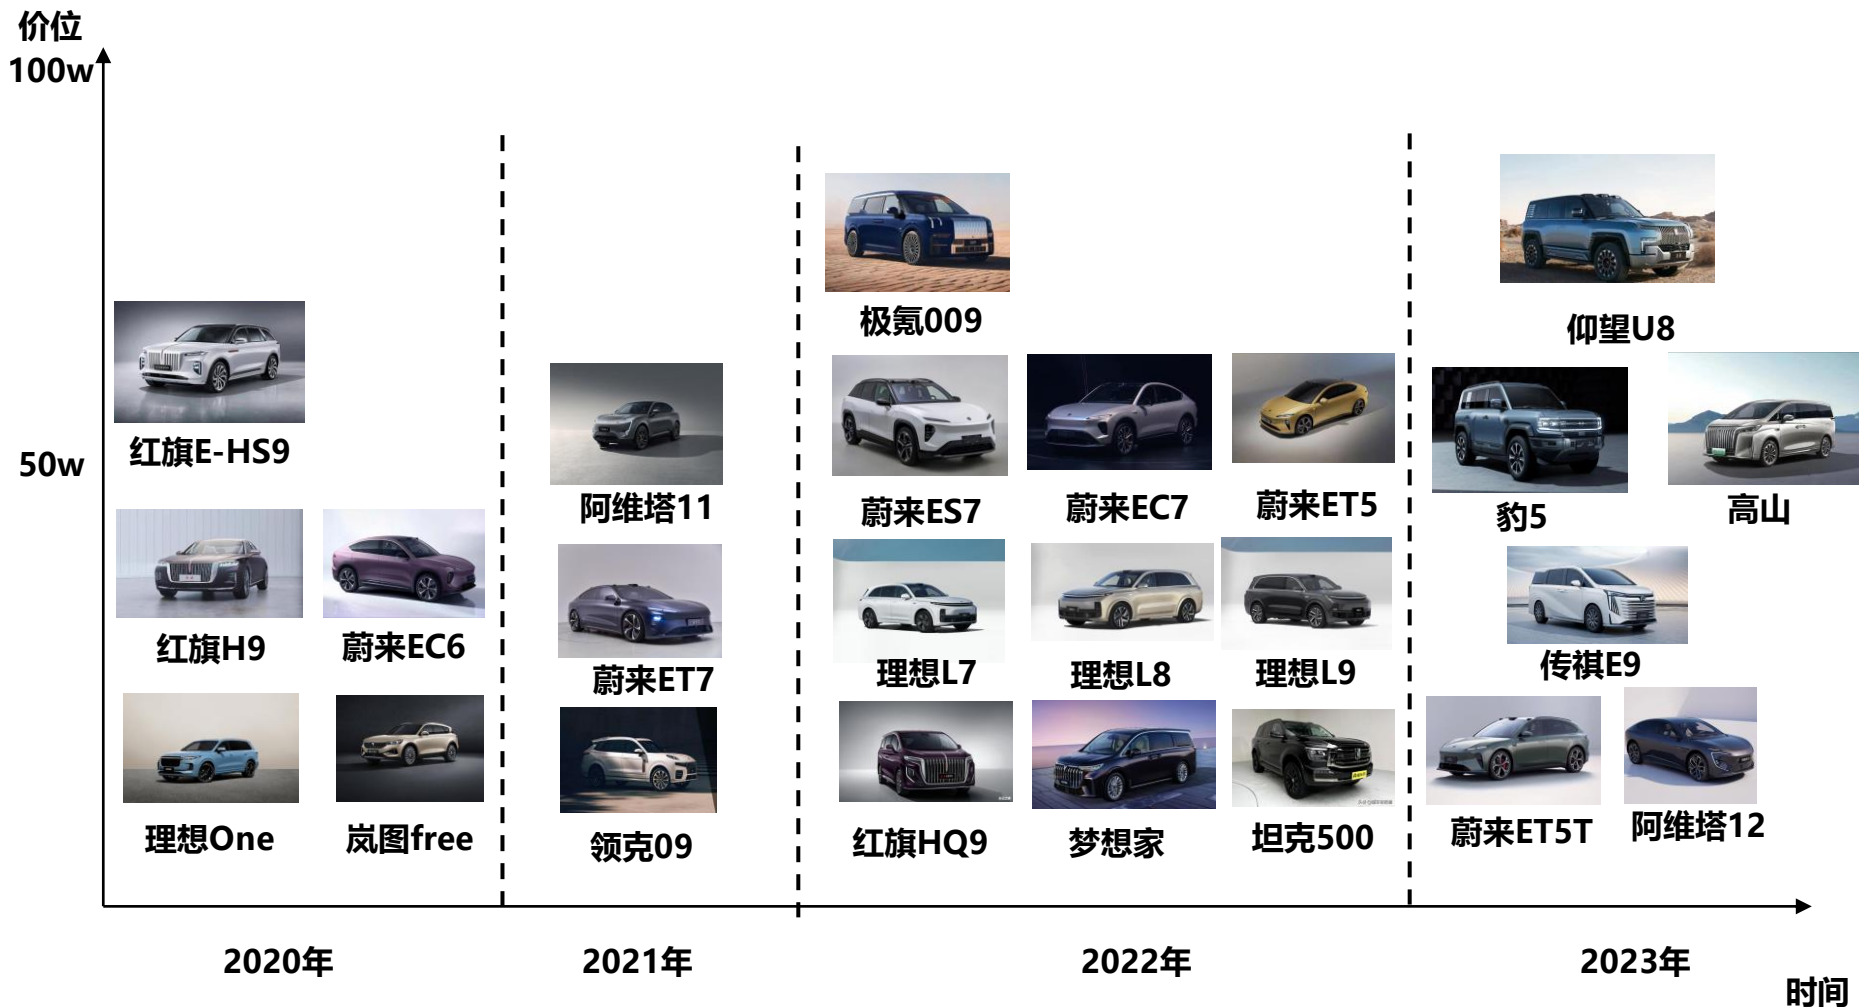 价位
100w
50w
红旗E-HS9
红旗H9
蔚来EC6
理想One
岚图free
阿维塔11
蔚来ET7
领克09
极氪009
蔚来ES7
蔚来EC7
蔚来ET5
理想L7
理想L8
理想L9
红旗HQ9
梦想家
坦克500
仰望U8
豹5
高山
传祺E9
蔚来ET5T
阿维塔12
2020年
2021年
2022年
2023年
时间